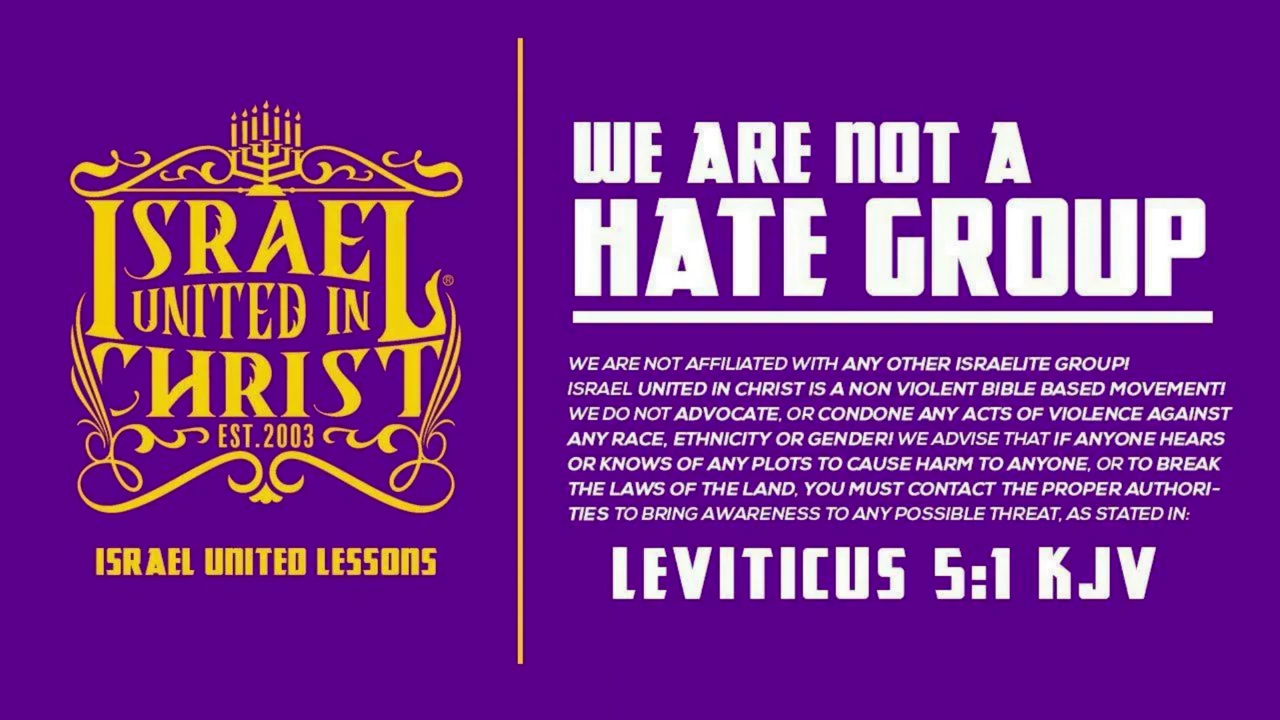 ISRAEL
UNITED IN
CHRIST
®
EST.2003
ISRAEL UNITED LESSONS
WE ARE NOT A
HATE GROUP
WE ARE NOT AFFILIATED WITH ANY OTHER ISRAELITE GROUP!
ISRAEL UNITED IN CHRIST IS A NON VIOLENT BIBLE BASED MOVEMENT!
WE DO NOT ADVOCATE, OR CONDONE ANY ACTS OF VIOLENCE AGAINST
ANY RACE, ETHNICITY OR GENDER! WE ADVISE THAT IF ANYONE HEARS
OR KNOWS OF ANY PLOTS TO CAUSE HARM TO ANYONE, OR TO BREAK
THE LAWS OF THE LAND, YOU MUST CONTACT THE PROPER AUTHORI-
TIES TO BRING AWARENESS TO ANY POSSIBLE THREAT, AS STATED IN:
LEVITICUS 5:1 KJV